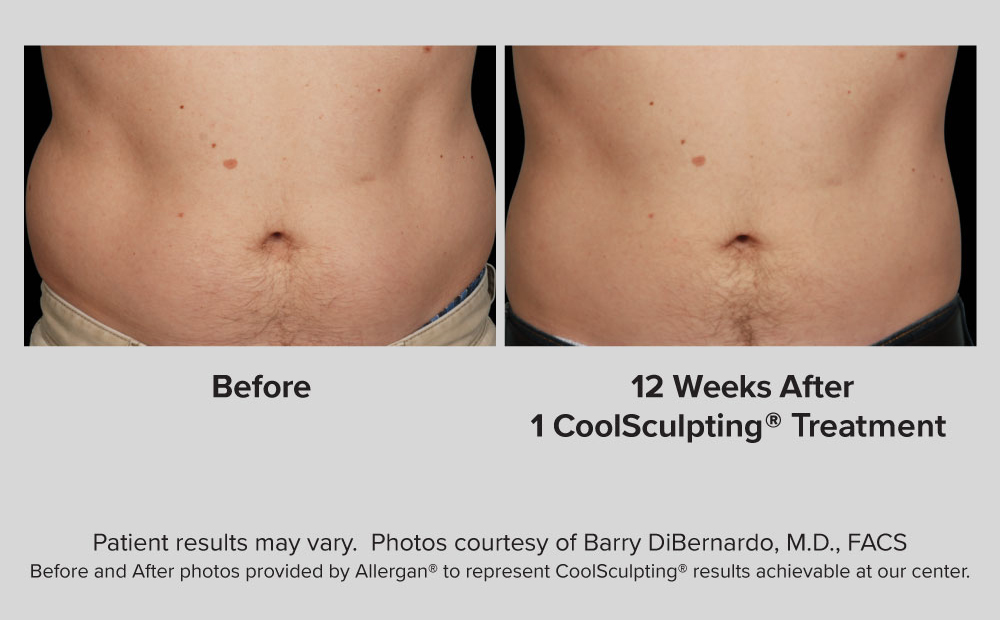 Before
12 Weeks After
1 CoolSculpting® Treatment
Patient results may vary.  Photos courtesy of Barry DiBernardo, M.D., FACS
Before and After photos provided by Allergan® to represent CoolSculpting® results achievable at our center.